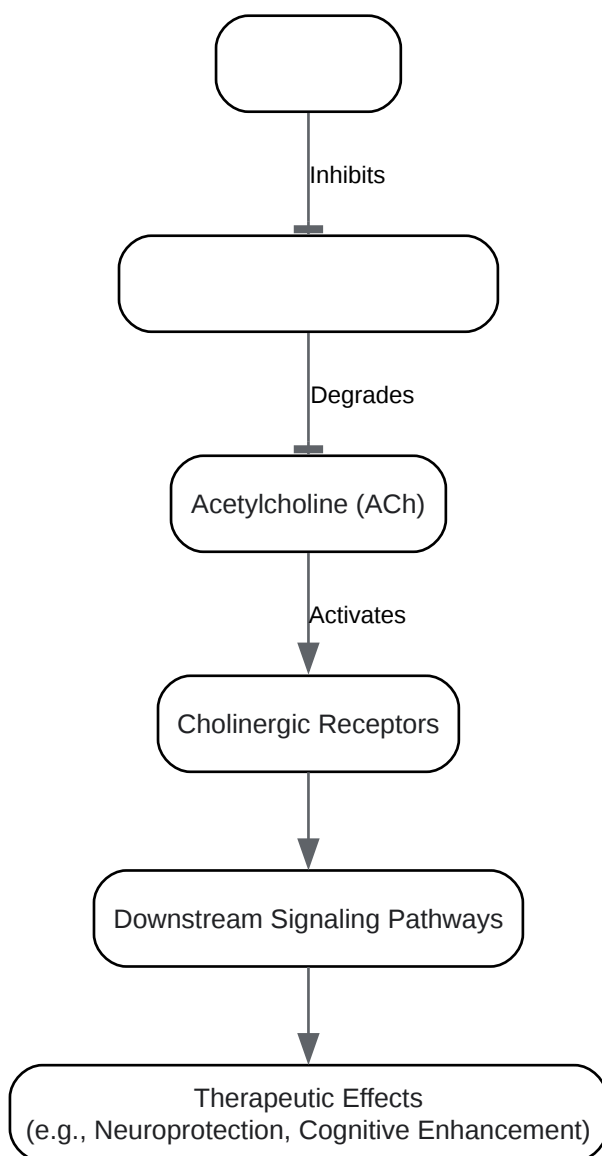 Inhibits
Degrades
Acetylcholine (ACh)
Activates
Cholinergic Receptors
Downstream Signaling Pathways
Therapeutic Effects
(e.g., Neuroprotection, Cognitive Enhancement)